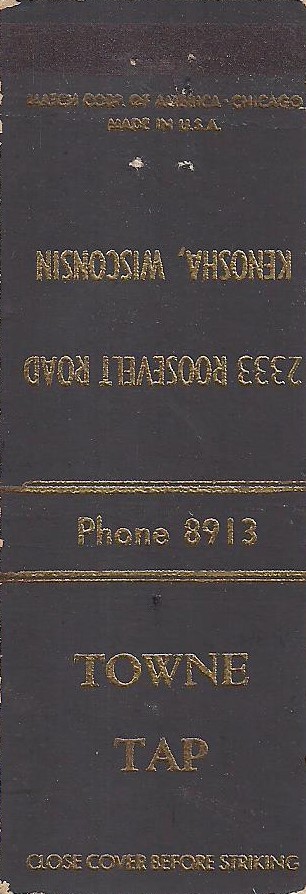 MATCH CORP. OF AMERICA - CHICAGO
MADE IN U.S.A.
2333 ROOSEVELT ROAD
KENOSHA, WISCONSIN
Phone 8913
TOWNE
TAP
CLOSE COVER BEFORE STRIKING